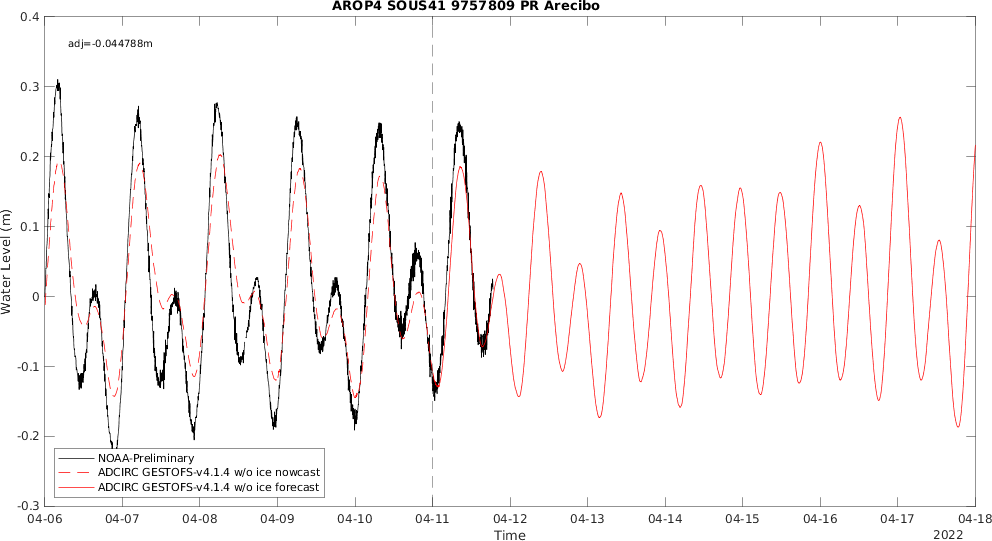 AROP4 SOUS41 9757809 PR Arecibo
adj=-0.044788m
0.4
0.3
0.2
0.1
0
-0.1
-0.2
-0.3
Water Level (m)
NOAA-Preliminary
ADCIRC GESTOFS-v4.1.4 w/o ice nowcast
ADCIRC GESTOFS-v4.1.4 w/o ice forecast
04-06 04-07 04-08 04-09 04-10 04-11 04-12 04-13 04-14 04-15 04-16 04-17 04-18
Time
2022